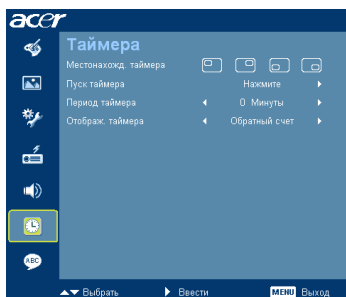 acer
Таймера
Местонахожд. таймера
Пуск таймера Нажмите
Период таймера 0 Минуты
Отображ. таймера Обратный счет
ABC
Выбрать Ввести MENU Выход